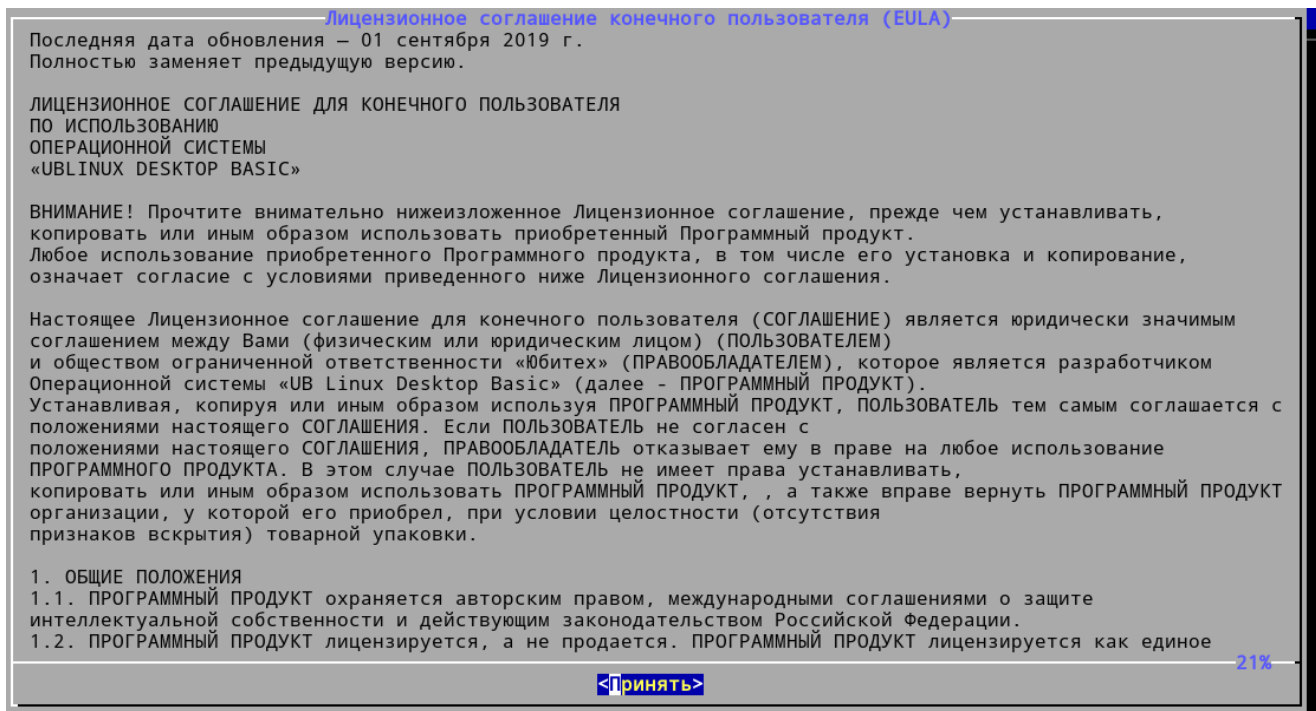 Лицензионное соглашение конечного пользователя (EULA)
Последняя дата обновления — 01 сентября 2019 г.
Полностью заменяет предыдущую версию.
ЛИЦЕНЗИОННОЕ СОГЛАШЕНИЕ ДЛЯ КОНЕЧНОГО ПОЛЬЗОВАТЕЛЯ
ПО ИСПОЛЬЗОВАНИЮ
ОПЕРАЦИОННОЙ СИСТЕМЫ
«UBLINUX DESKTOP BASIC»
ВНИМАНИЕ! Прочтите внимательно нижеизложенное Лицензионное соглашение, прежде чем устанавливать,
копировать или иным образом использовать приобретенный Программный продукт.
Любое использование приобретенного Программного продукта, в том числе его установка и копирование,
означает согласие с условиями приведенного ниже Лицензионного соглашения.
Настоящее Лицензионное соглашение для конечного пользователя (СОГЛАШЕНИЕ) является юридически значимым
соглашением между Вами (физическим или юридическим лицом) (ПОЛЬЗОВАТЕЛЕМ)
и обществом ограниченной ответственности «Юбитех» (ПРАВООБЛАДАТЕЛЕМ), которое является разработчиком
Операционной системы «UB Linux Desktop Basic» (далее - ПРОГРАММНЫЙ ПРОДУКТ).
Устанавливая, копируя или иным образом используя ПРОГРАММНЫЙ ПРОДУКТ, ПОЛЬЗОВАТЕЛЬ тем самым соглашается с
положениями настоящего СОГЛАШЕНИЯ. Если ПОЛЬЗОВАТЕЛЬ не согласен с
положениями настоящего СОГЛАШЕНИЯ, ПРАВООБЛАДАТЕЛЬ отказывает ему в праве на любое использование
ПРОГРАММНОГО ПРОДУКТА. В этом случае ПОЛЬЗОВАТЕЛЬ не имеет права устанавливать,
копировать или иным образом использовать ПРОГРАММНЫЙ ПРОДУКТ, , а также вправе вернуть ПРОГРАММНЫЙ ПРОДУКТ
организации, у которой его приобрел, при условии целостности (отсутствия
признаков вскрытия) товарной упаковки.
1. ОБЩИЕ ПОЛОЖЕНИЯ
1.1. ПРОГРАММНЫЙ ПРОДУКТ охраняется авторским правом, международными соглашениями о защите
интеллектуальной собственности и действующим законодательством Российской Федерации.
1.2. ПРОГРАММНЫЙ ПРОДУКТ лицензируется, а не продается. ПРОГРАММНЫЙ ПРОДУКТ лицензируется как единое
21%
<Принять>